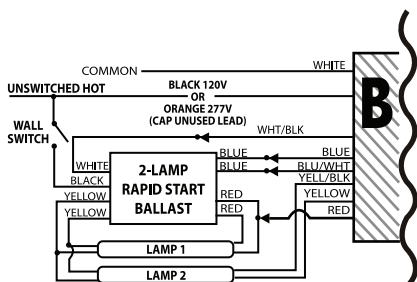 COMMON
WHITE
UNSWITCHED HOT
BLACK 120V
OR
ORANGE 277V
(CAP UNUSED LEAD)
B
WALL
SWITCH
WHT/BLK
WHITE
BLACK
YELLOW
YELLOW
2-LAMP
RAPID START
BALLAST
BLUE
BLUE
RED
RED
BLUE
BLU/WHT
YELL/BLK
YELLOW
RED
LAMP 1
LAMP 2